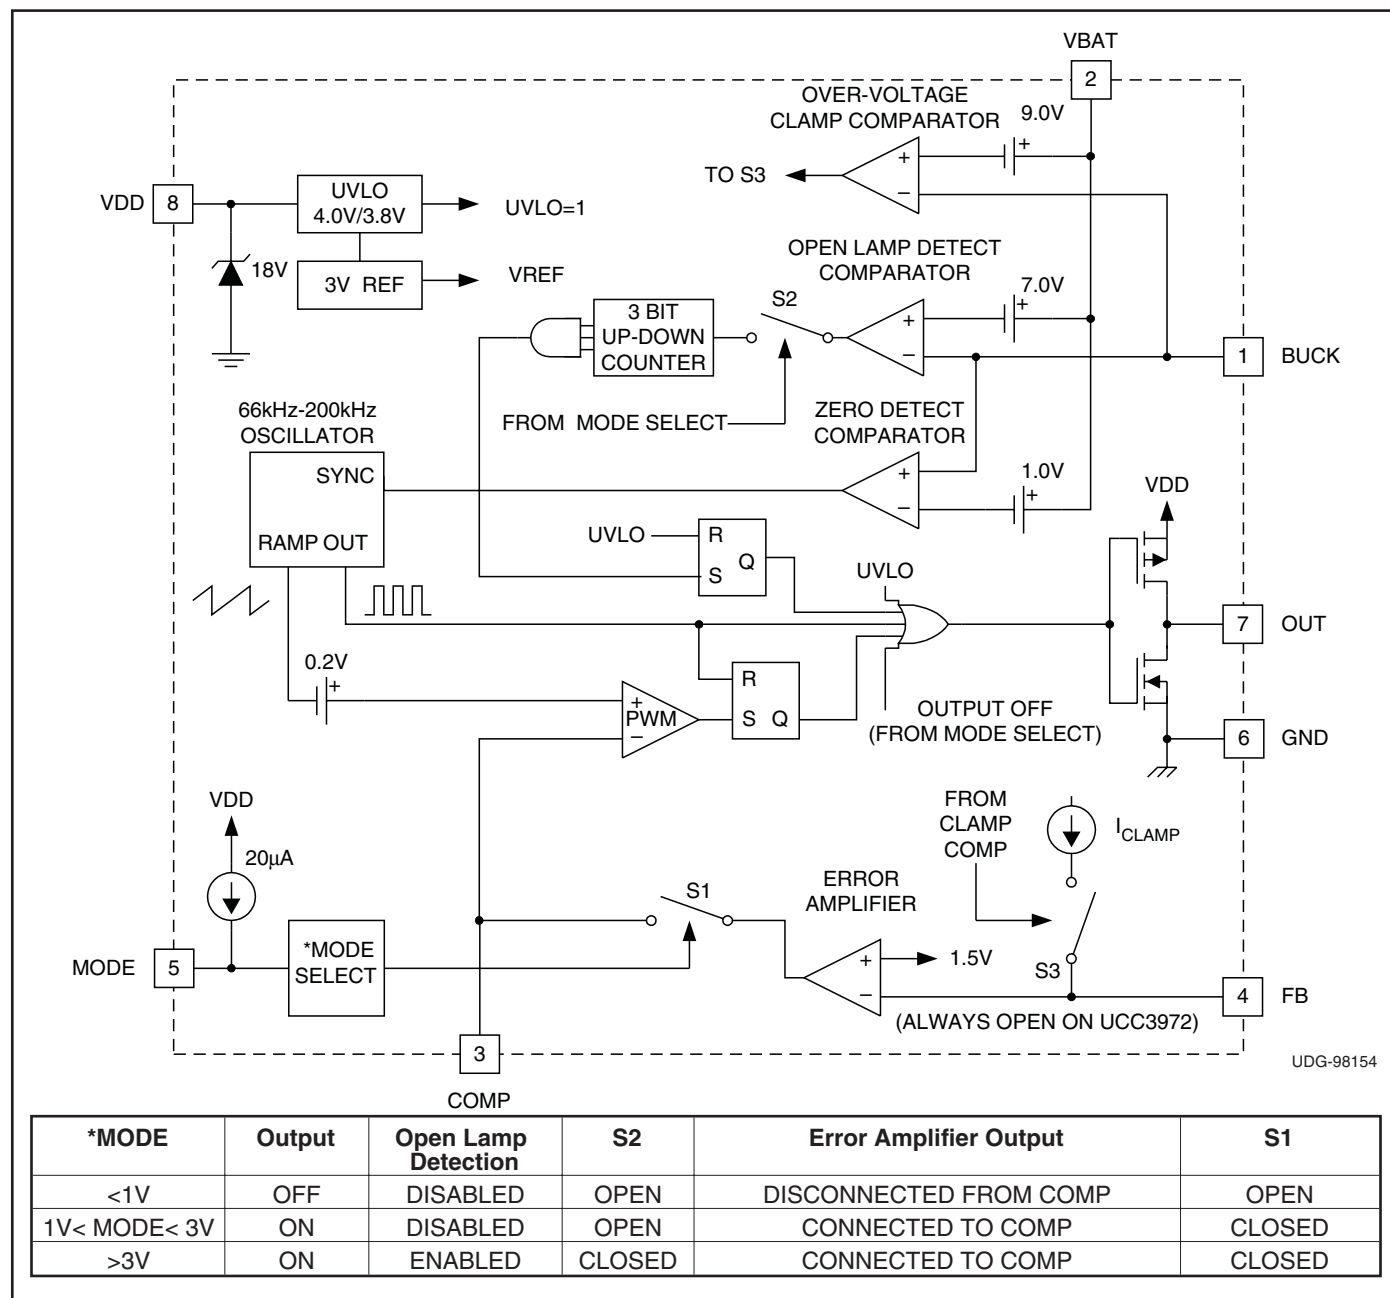 VBAT
2
OVER-VOLTAGE
CLAMP COMPARATOR
9.0V
+
+
–
TO S3
VDD
8
UVLO
4.0V/3.8V
UVLO=1
18V
3V REF
VREF
OPEN LAMP DETECT
COMPARATOR
7.0V
+
S2
+
–
3 BIT
UP-DOWN
COUNTER
1
BUCK
FROM MODE SELECT
ZERO DETECT
COMPARATOR
66kHz-200kHz
OSCILLATOR
SYNC
RAMP OUT
+
–
1.0V
+
VDD
UVLO
R
S
Q
UVLO
7
OUT
0.2V
+
+
PWM
–
R
S Q
OUTPUT OFF
(FROM MODE SELECT)
6
GND
VDD
20µA
FROM
CLAMP
COMP
ICLAMP
S1
ERROR
AMPLIFIER
MODE
5
*MODE
SELECT
+
–
1.5V
S3
4
FB
(ALWAYS OPEN ON UCC3972)
3
COMP
UDG-98154
*MODE Output Open Lamp Detection S2 Error Amplifier Output S1
<1V OFF DISABLED OPEN DISCONNECTED FROM COMP OPEN
1V< MODE< 3V ON DISABLED OPEN CONNECTED TO COMP CLOSED
>3V ON ENABLED CLOSED CONNECTED TO COMP CLOSED